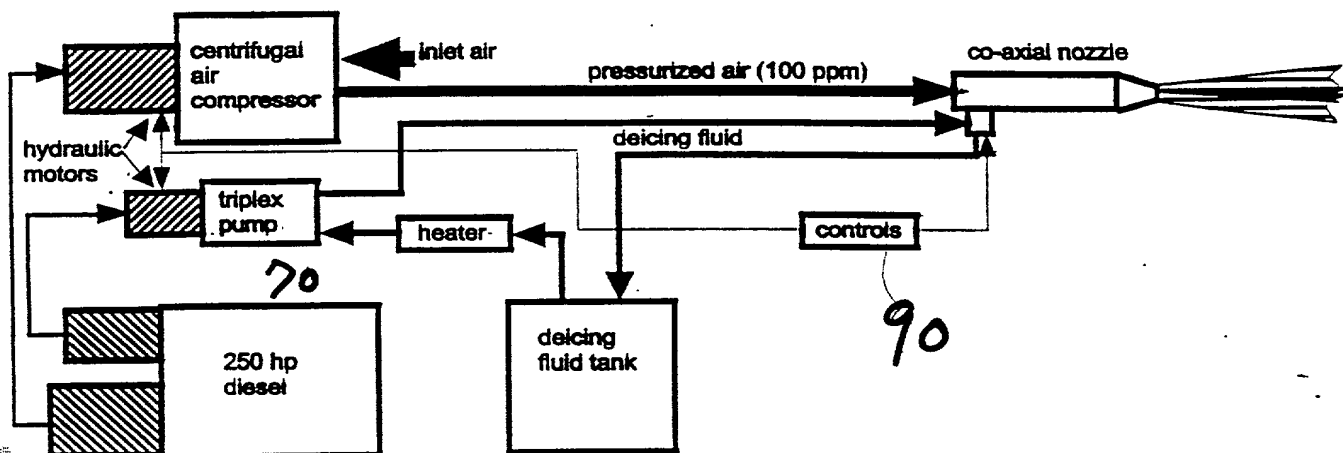 centrifugal
air
compressor
inlet air
pressurized air (100 ppm)
co-axial nozzle
deicing fluid
hydraulic
motors
triplex
pump
heater
controls
70
90
250 hp
diesel
deicing
fluid tank